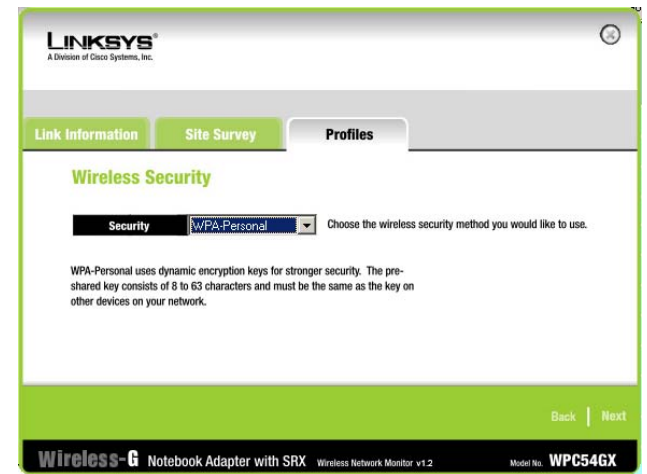 LINKSYS®
A Division of Cisco Systems, Inc.
Link Information Site Survey Profiles
Wireless Security
Security WPA-Personal Choose the wireless security method you would like to use.
WPA-Personal uses dynamic encryption keys for stronger security. The pre-
shared key consists of 8 to 63 characters and must be the same as the key on
other devices on your network.
Back | Next
Wireless-G Notebook Adapter with SRX Wireless Network Monitor v1.2 Model No. WPC54GX